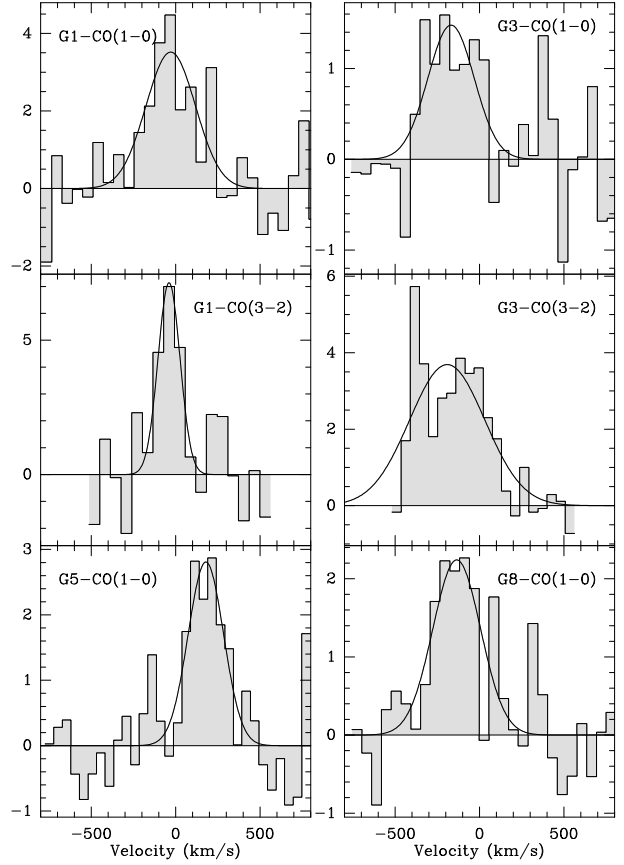 G1-CO(1-0)
G3-CO(1-0)
4
2
0
-2
1
0
-1
G1-CO(3-2)
G3-CO(3-2)
5
0
6
4
2
0
G5-CO(1-0)
G8-CO(1-0)
3
2
1
0
-1
2
1
0
-1
-500 0 500
-500 0 500
Velocity (km/s)
Velocity (km/s)